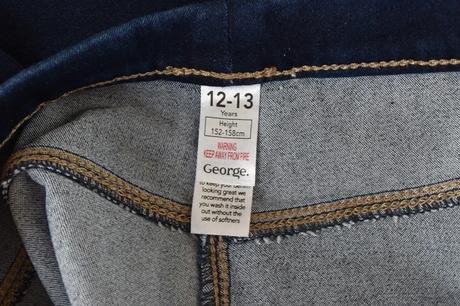 12-13
Years
Height
152-158cm
WARNING
KEEP AWAY FROM FIRE
George.
to keep your denim
looking great we
recommend that
you wash it inside
out without the
use of softners